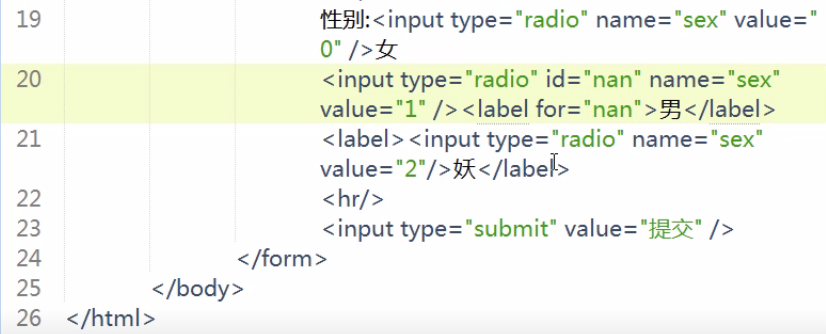 19 性别:<input type="radio" name="sex" value="
0" />女
20 <input type="radio" id="nan" name="sex"
value="1" /><label for="nan">男</label>
21 <label><input type="radio" name="sex"
value="2"/>妖</label>
22 <hr/>
23 <input type="submit" value="提交" />
24 </form>
25 </body>
26 </html>